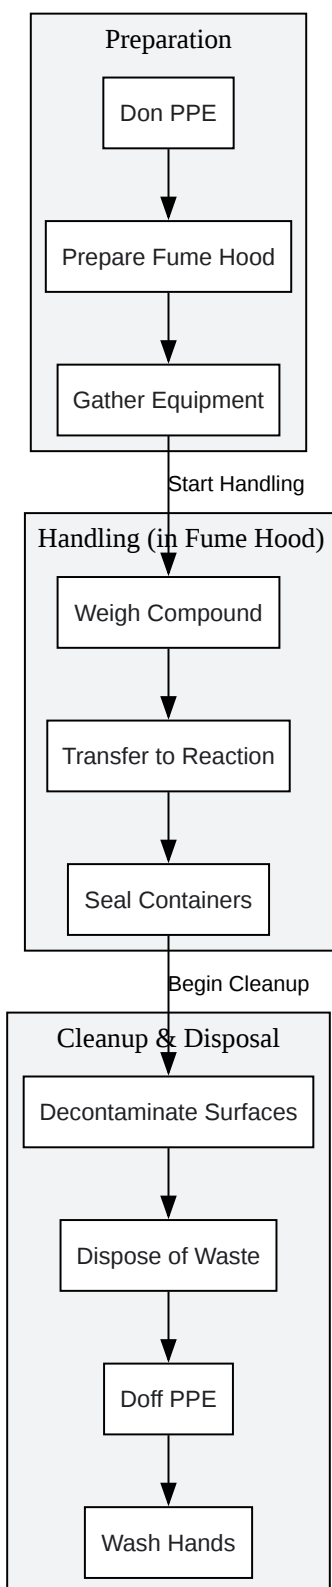 Preparation
Don PPE
Prepare Fume Hood
Gather Equipment
Start Handling
Handling (in Fume Hood)
Weigh Compound
Transfer to Reaction
Seal Containers
Begin Cleanup
Cleanup & Disposal
Decontaminate Surfaces
Dispose of Waste
Doff PPE
Wash Hands